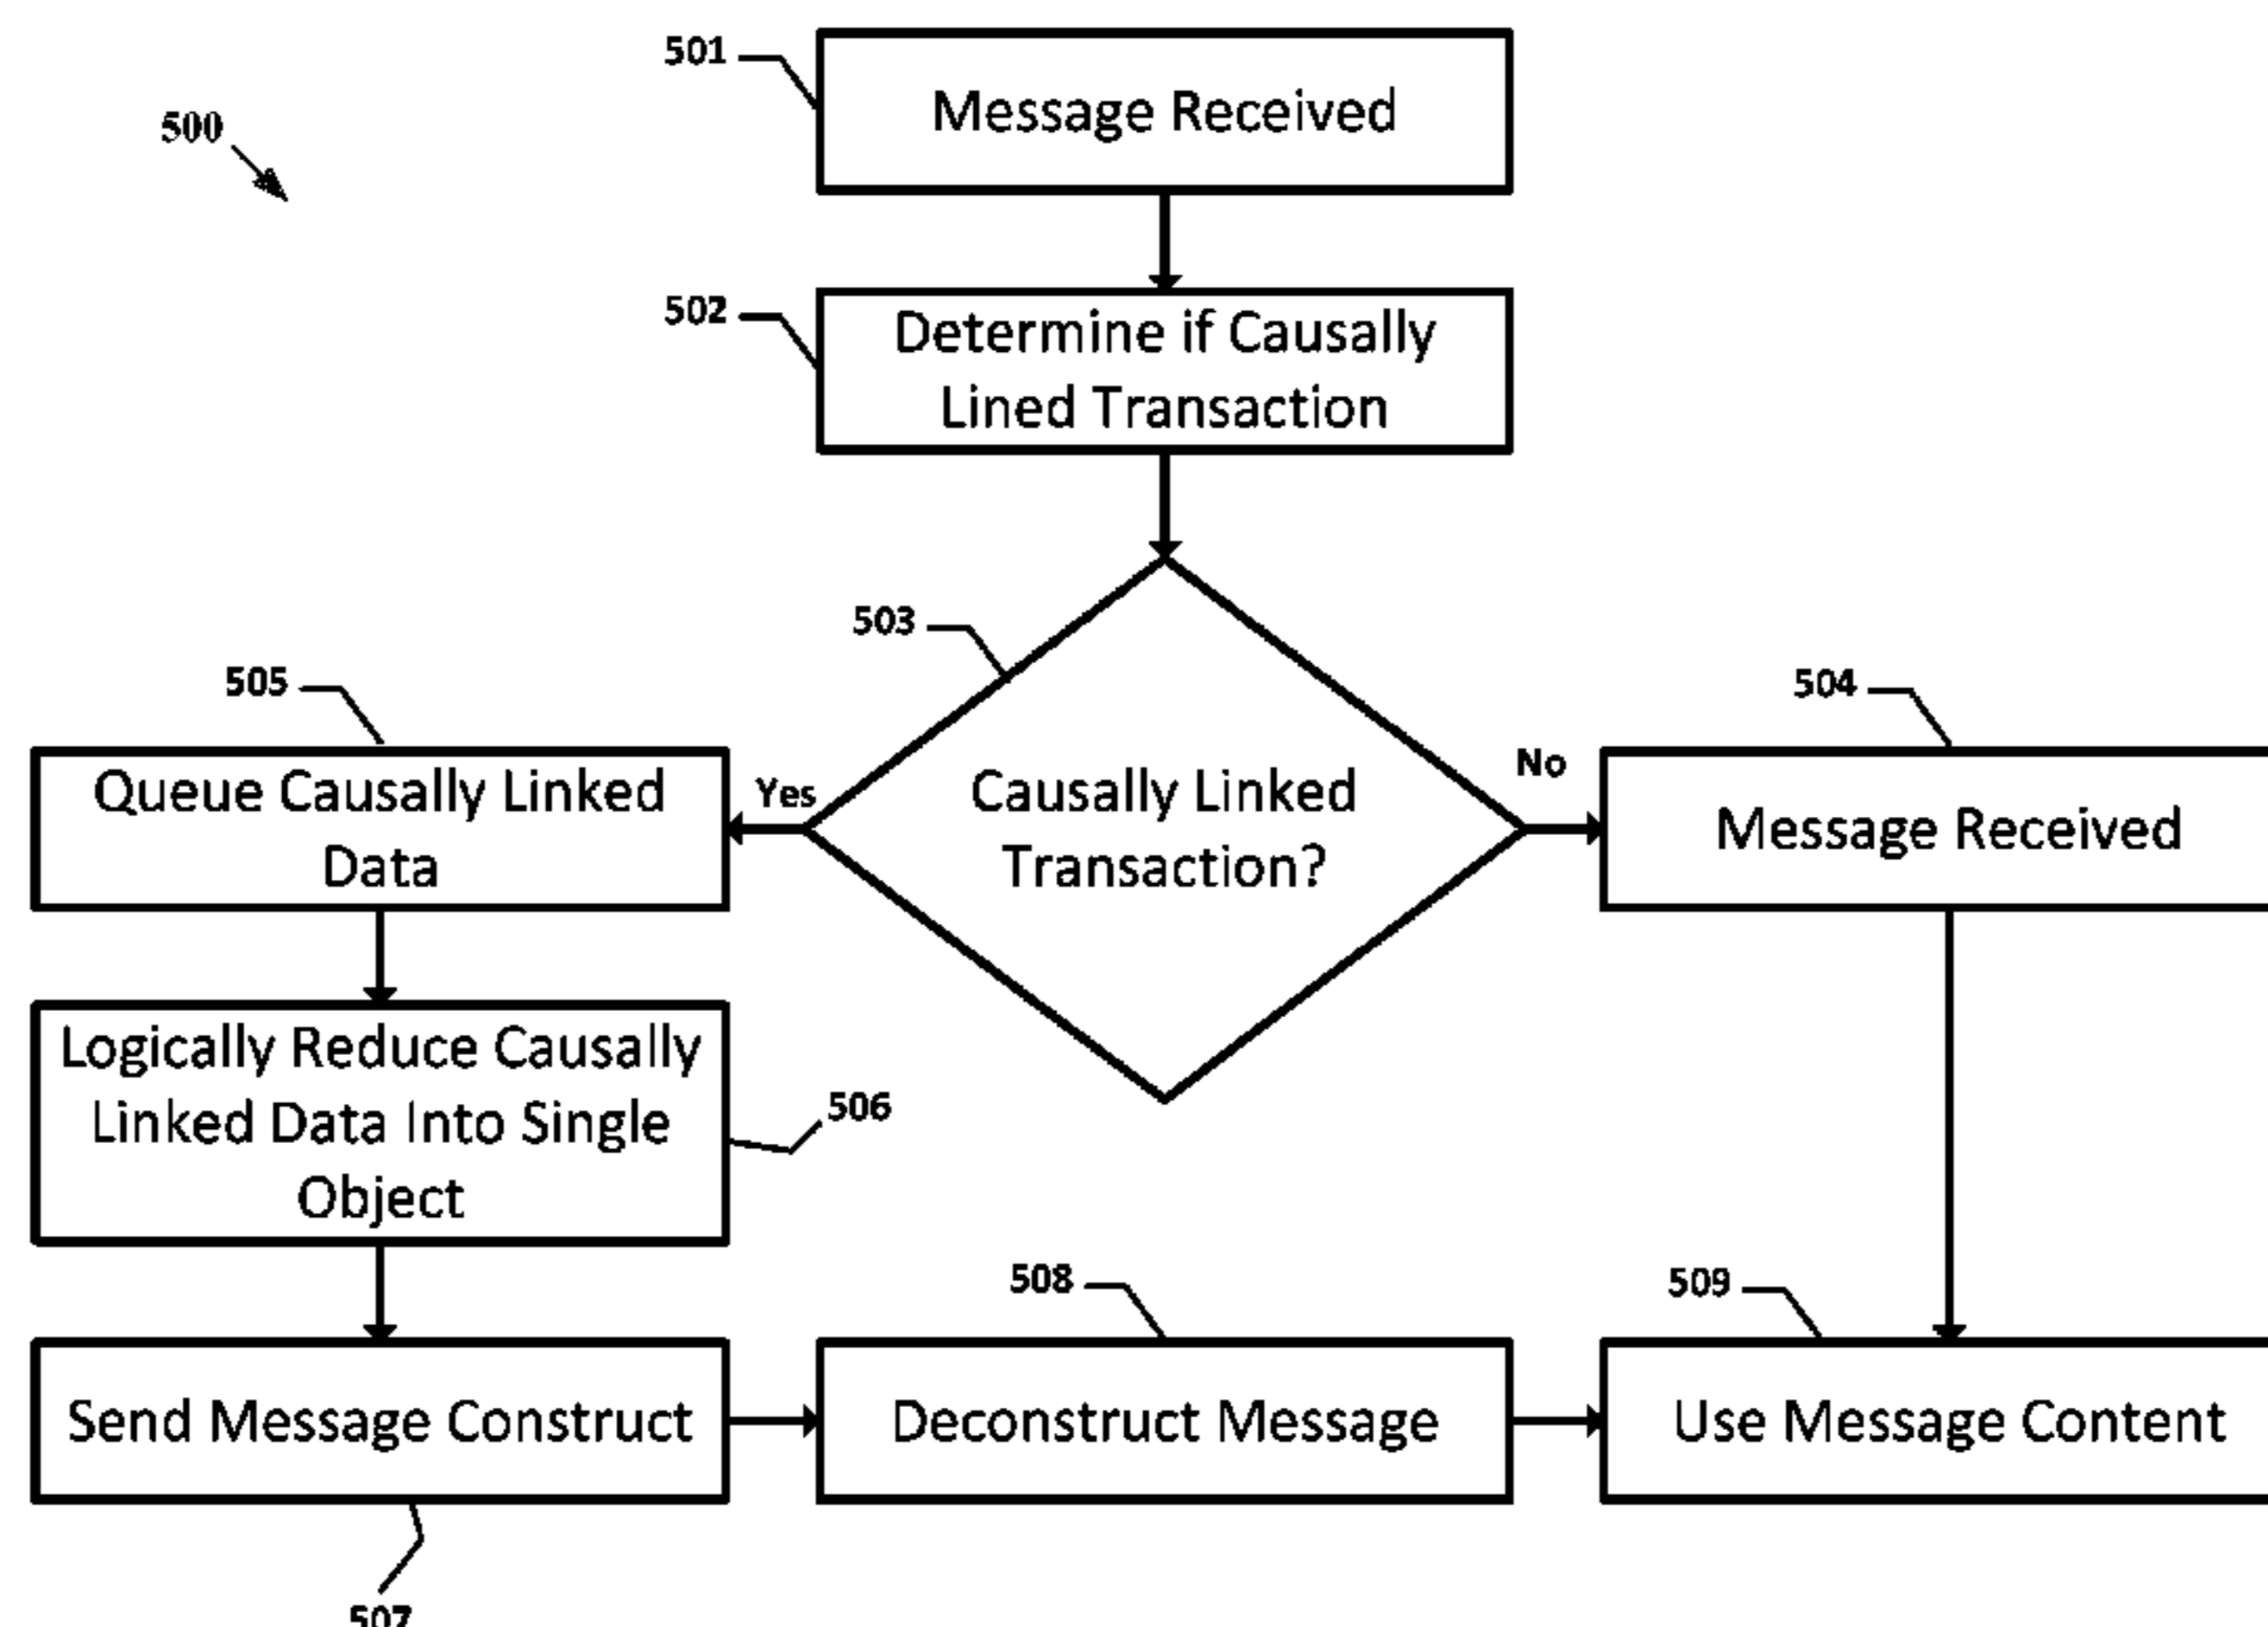 501
Message Received
500
502
Determine if Causally
Lined Transaction
503
505
504
Queue Causally Linked
Data
Yes
Causally Linked
Transaction?
No
Message Received
Logically Reduce Causally
Linked Data Into Single
Object
506
508
509
Send Message Construct
Deconstruct Message
Use Message Content
507